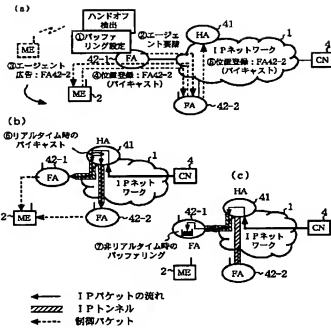 (a)
ハンドオフ
検出
①バッファ
リング設定
②エージェ
ント要請
41
HA
42-1
FA
IPネットワーク
1
4
CN
ME
③エージェント
広告：FA42-2
④位置登録：FA42-2
（バイキャスト）
⑤位置登録：FA42-2
（バイキャスト）
ME
2
FA
42-2
(b)
⑥リアルタイム時の
バイキャスト
HA
41
1
42-1
FA
IPネット
ワーク
4
CN
2
ME
FA
42-2
(c)
HA
41
1
42-1
FA
IPネット
ワーク
4
CN
⑦非リアルタイム時の
バッファリング
2
ME
FA
42-2
IPパケットの流れ
IPトンネル
制御パケット